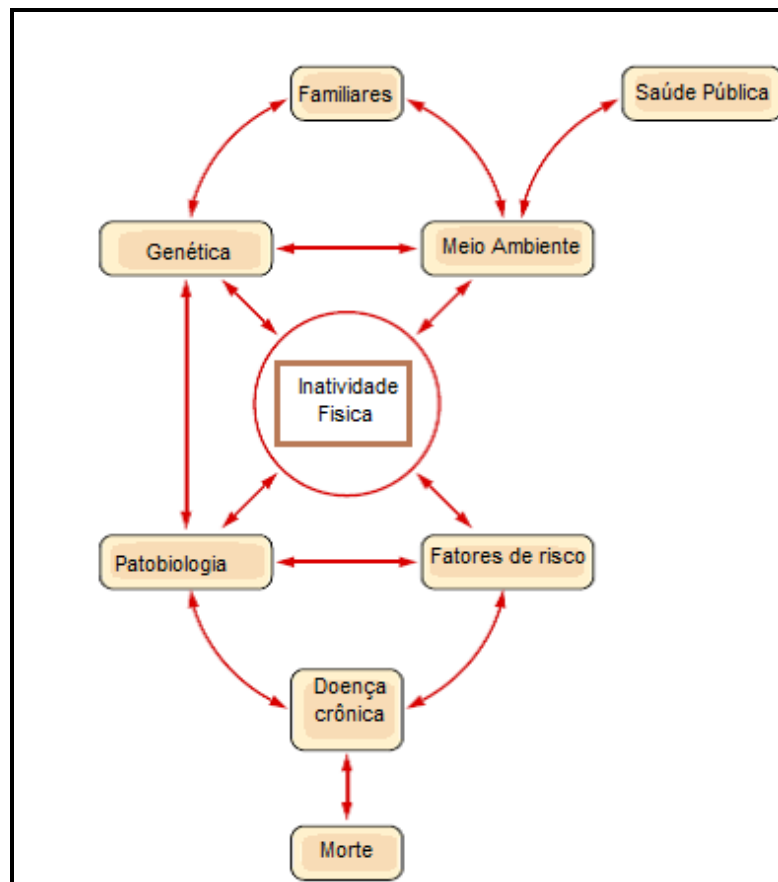 Familiares
Saúde Pública
Genética
Meio Ambiente
Inatividade
Fisica
Patobiologia
Fatores de risco
Doença
crônica
Morte